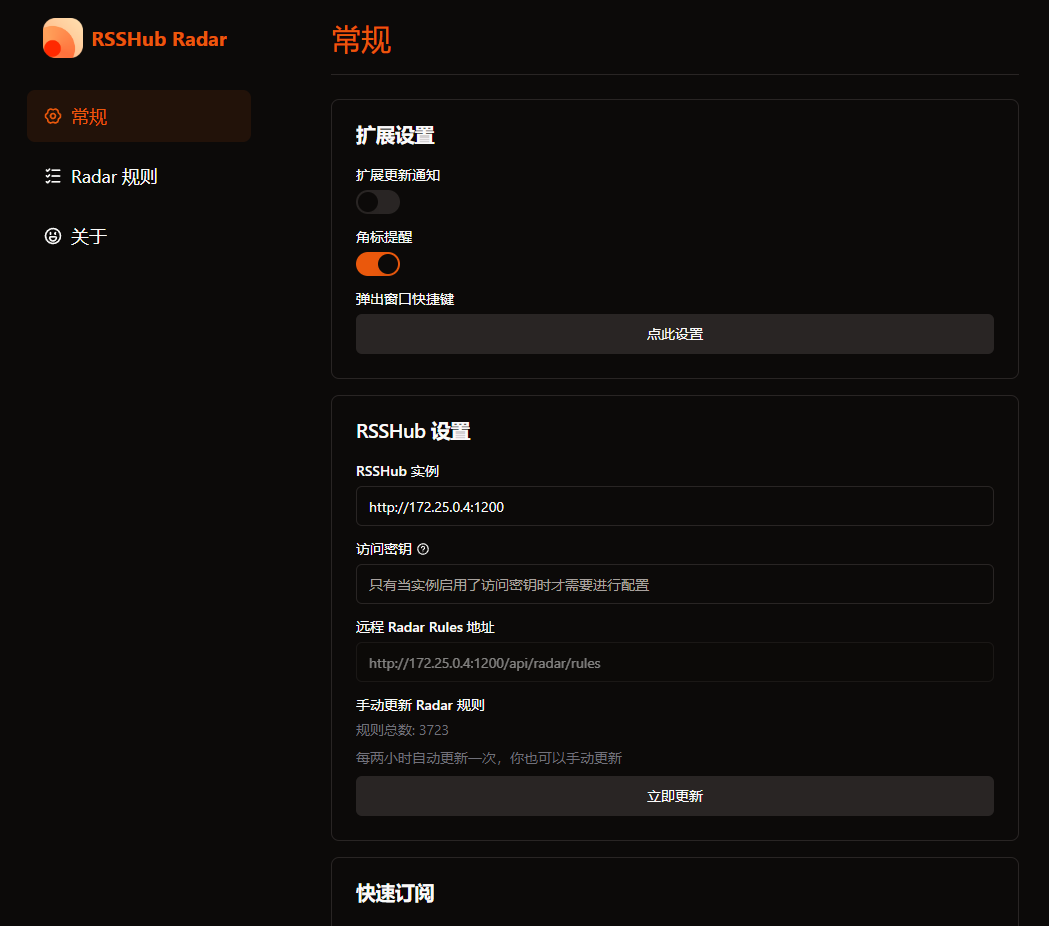 RSSHub Radar
常规
Radar 规则
关于
常规
扩展设置
扩展更新通知
角标提醒
弹出窗口快捷键
点此设置
RSSHub 设置
RSSHub 实例
http://172.25.0.4:1200
访问密钥
只有当实例启用了访问密钥时才需要进行配置
远程 Radar Rules 地址
http://172.25.0.4:1200/api/radar/rules
手动更新 Radar 规则
规则总数: 3723
每两小时自动更新一次，你也可以手动更新
立即更新
快速订阅